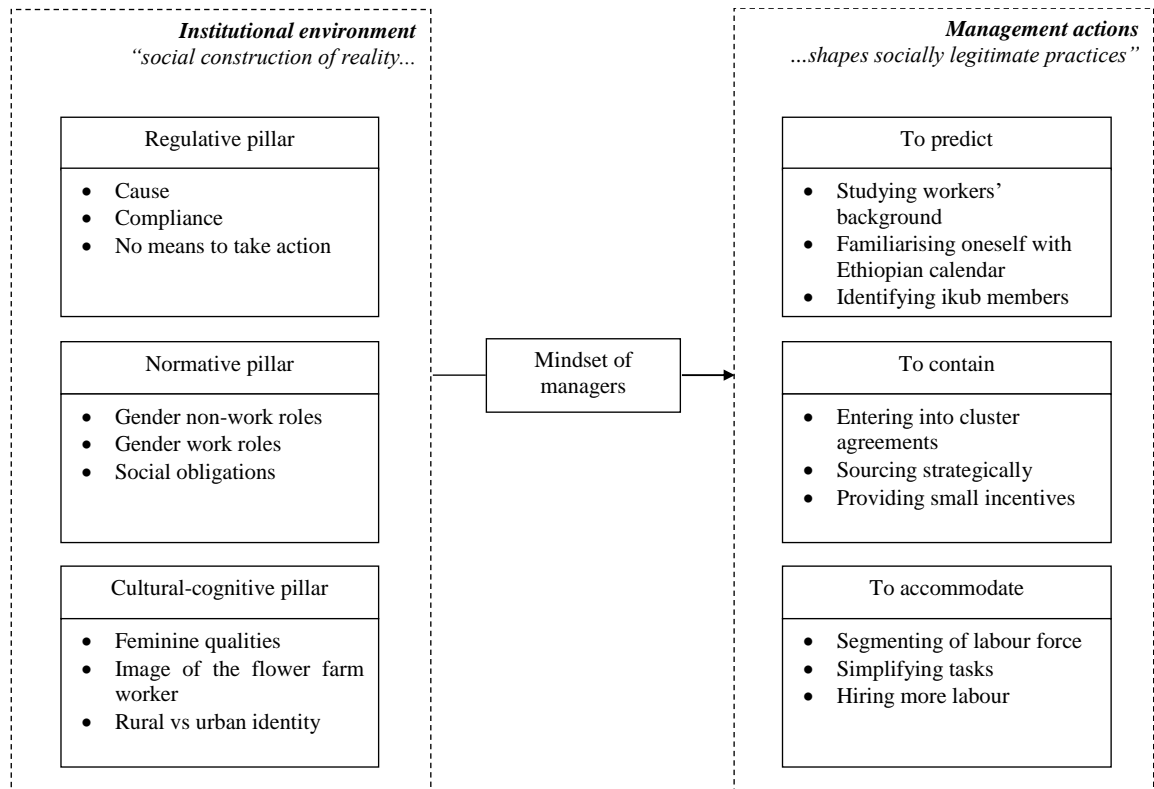 Institutional environment
“social construction of reality...
Regulative pillar
• Cause
• Compliance
• No means to take action
Normative pillar
• Gender non-work roles
• Gender work roles
• Social obligations
Cultural-cognitive pillar
• Feminine qualities
• Image of the flower farm
worker
• Rural vs urban identity
Mindset of
managers
Management actions
...shapes socially legitimate practices”
To predict
• Studying workers’
background
• Familiarising oneself with
Ethiopian calendar
• Identifying ikub members
To contain
• Entering into cluster
agreements
• Sourcing strategically
• Providing small incentives
To accommodate
• Segmenting of labour force
• Simplifying tasks
• Hiring more labour